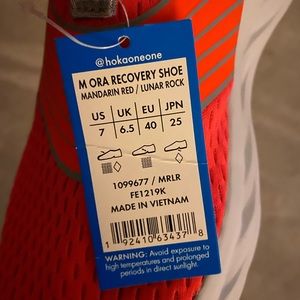 @hokaoneone
M ORA RECOVERY SHOE
MANDARIN RED / LUNAR ROCK
US UK EU JPN
7 6.5 40 25
1099677 / MRLR
FE1219K
MADE IN VIETNAM
1 92410 63437 8
WARNING: Avoid exposure to
high temperatures and prolonged
periods in direct sunlight.